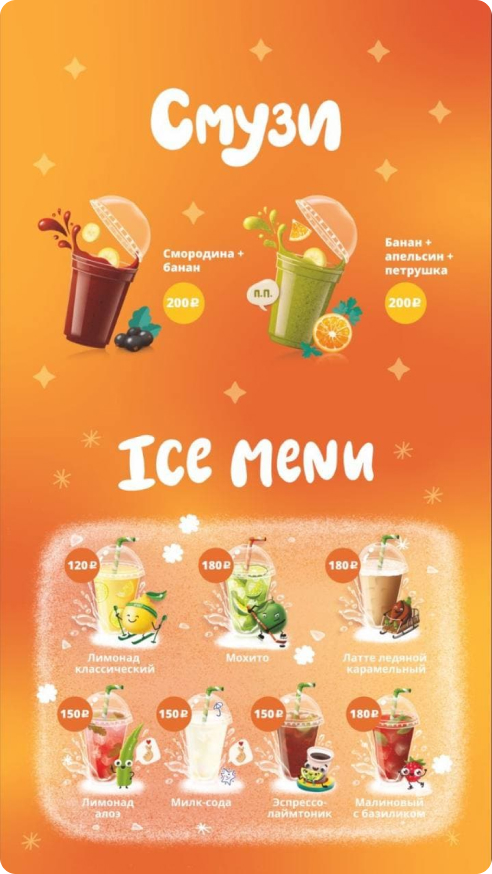 Смузи
Смородина +
банан
200₽
Банан +
апельсин +
петрушка
п.п.
200₽
Ice menu
120₽
Лимонад
классический
180₽
Мохито
180₽
Латте ледяной
карамельный
150₽
Лимонад
алоэ
150₽
Милк-сода
150₽
Эспрессо-
лаймтоник
180₽
Малиновый
с базиликом